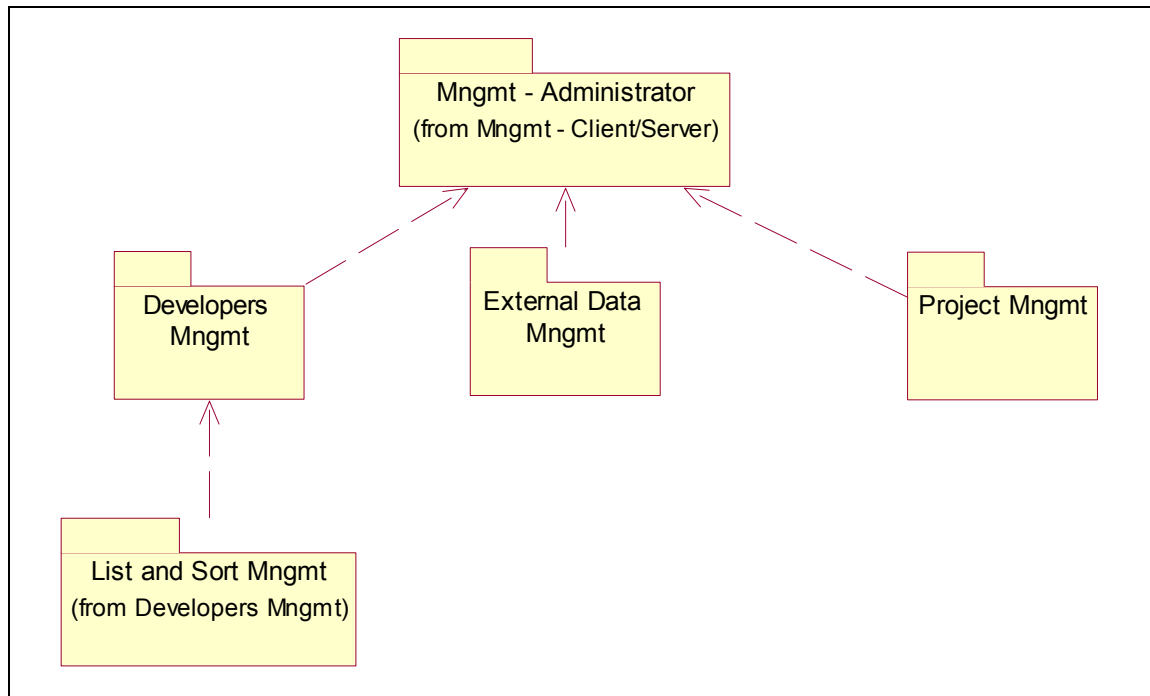 Mngmt - Administrator
(from Mngmt - Client/Server)
Developers
Mngmt
External Data
Mngmt
Project Mngmt
List and Sort Mngmt
(from Developers Mngmt)